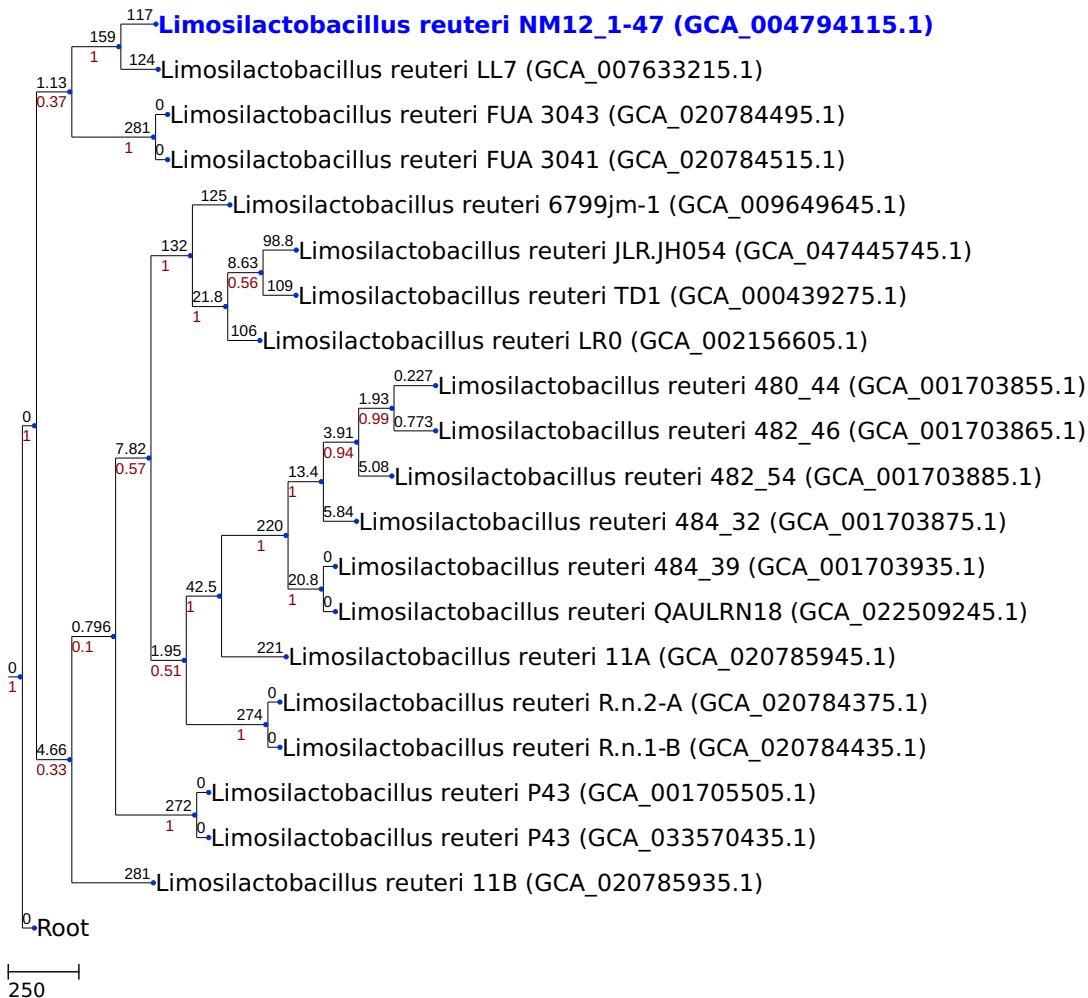 117
Limosilactobacillus reuteri NM12_1-47 (GCA_004794115.1)
159
1
124
Limosilactobacillus reuteri LL7 (GCA_007633215.1)
1.13
0.37
0
Limosilactobacillus reuteri FUA 3043 (GCA_020784495.1)
281
1
0
Limosilactobacillus reuteri FUA 3041 (GCA_020784515.1)
125
Limosilactobacillus reuteri 6799jm-1 (GCA_009649645.1)
132
1
98.8
Limosilactobacillus reuteri JLR.JH054 (GCA_047445745.1)
8.63
0.56
109
Limosilactobacillus reuteri TD1 (GCA_000439275.1)
21.8
1
106
Limosilactobacillus reuteri LR0 (GCA_002156605.1)
0.227
Limosilactobacillus reuteri 480_44 (GCA_001703855.1)
1.93
0.99
0.773
Limosilactobacillus reuteri 482_46 (GCA_001703865.1)
0
1
3.91
0.94
7.82
0.57
5.08
Limosilactobacillus reuteri 482_54 (GCA_001703885.1)
13.4
1
5.84
Limosilactobacillus reuteri 484_32 (GCA_001703875.1)
220
1
0
Limosilactobacillus reuteri 484_39 (GCA_001703935.1)
20.8
1
42.5
1
0
Limosilactobacillus reuteri QAULRN18 (GCA_022509245.1)
0.796
0.1
221
Limosilactobacillus reuteri 11A (GCA_020785945.1)
1.95
0.51
0
1
0
Limosilactobacillus reuteri R.n.2-A (GCA_020784375.1)
274
1
0
Limosilactobacillus reuteri R.n.1-B (GCA_020784435.1)
4.66
0.33
0
Limosilactobacillus reuteri P43 (GCA_001705505.1)
272
1
0
Limosilactobacillus reuteri P43 (GCA_033570435.1)
281
Limosilactobacillus reuteri 11B (GCA_020785935.1)
0
Root
250